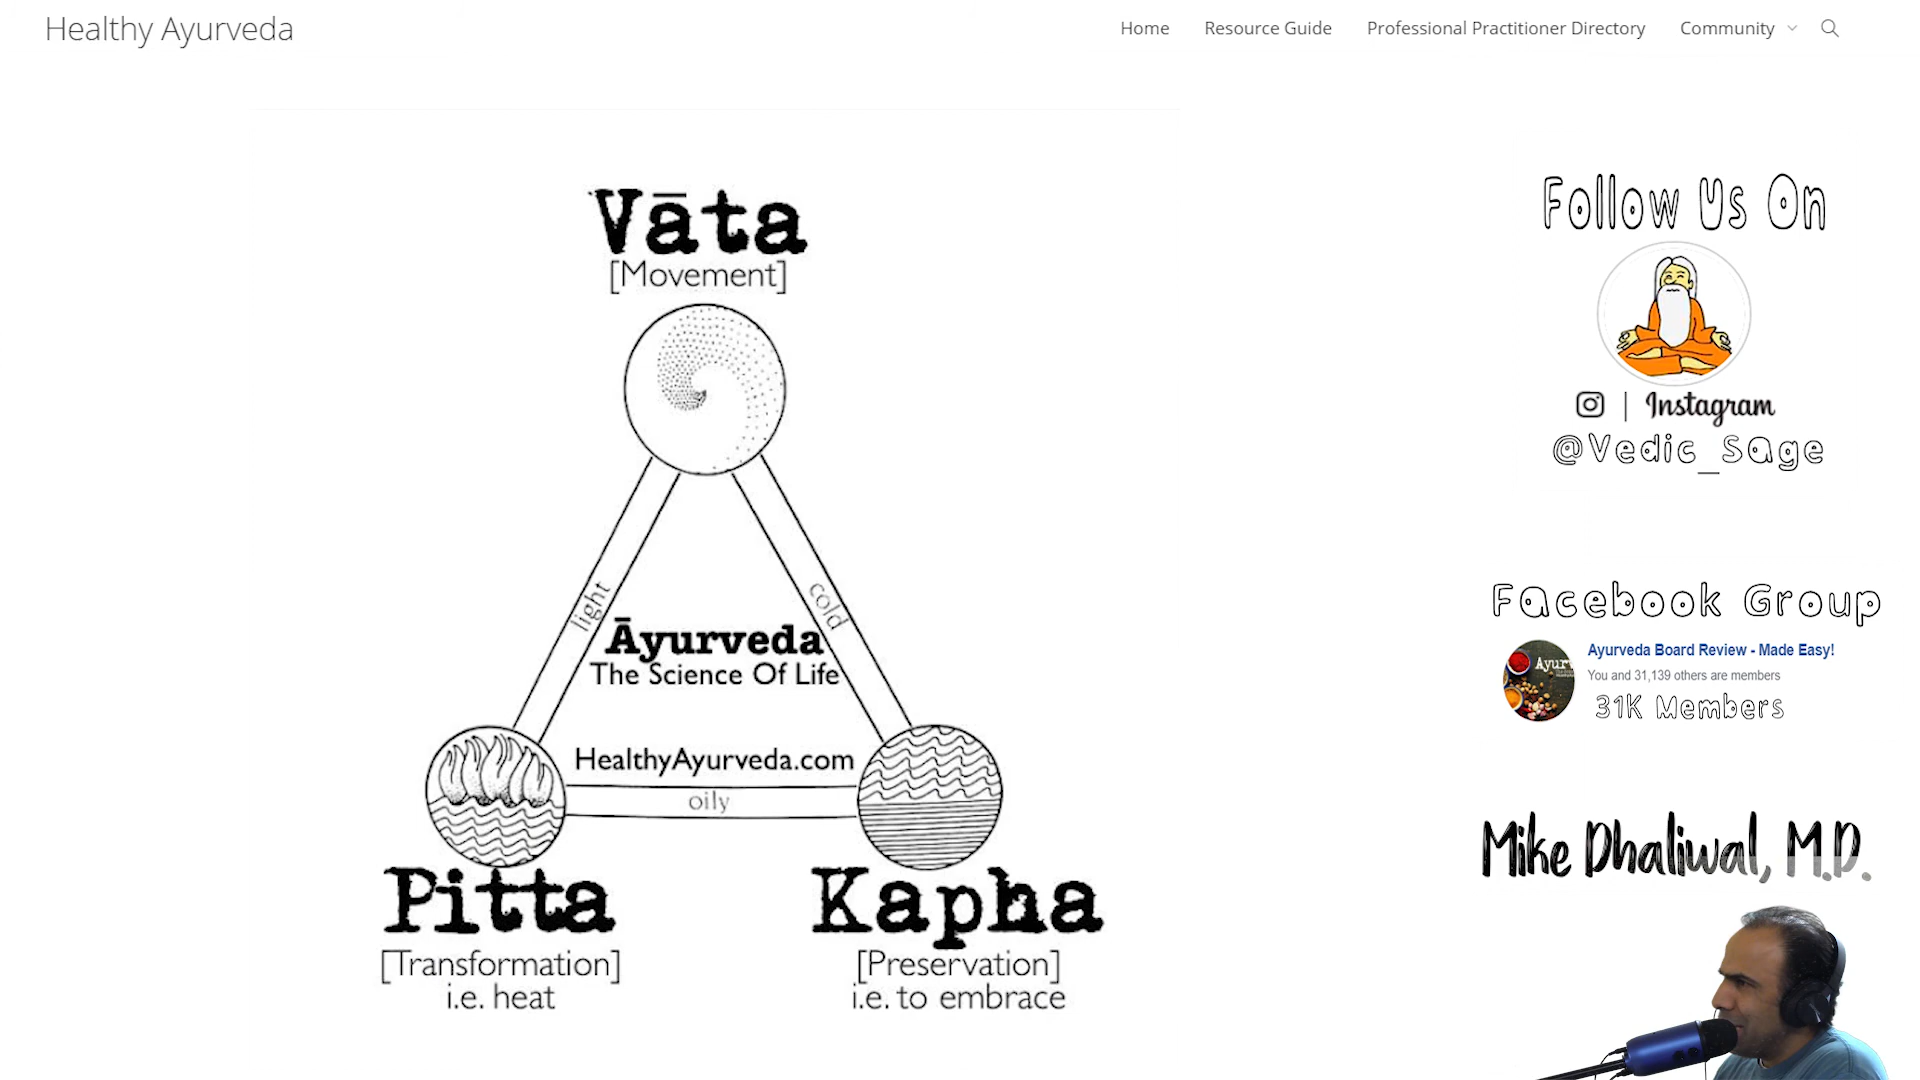 Healthy Ayurveda
Home
Resource Guide
Professional Practitioner Directory
Community
Vāta
[Movement]
light
cold
Āyurveda
The Science Of Life
HealthyAyurveda.com
oily
Pitta
[Transformation]
i.e. heat
Kapha
[Preservation]
i.e. to embrace
Follow Us On
| Instagram
@Vedic_Sage
Facebook Group
Ayur
Ayurveda Board Review - Made Easy!
You and 31,139 others are members
31K Members
Mike Dhaliwal, M.D.